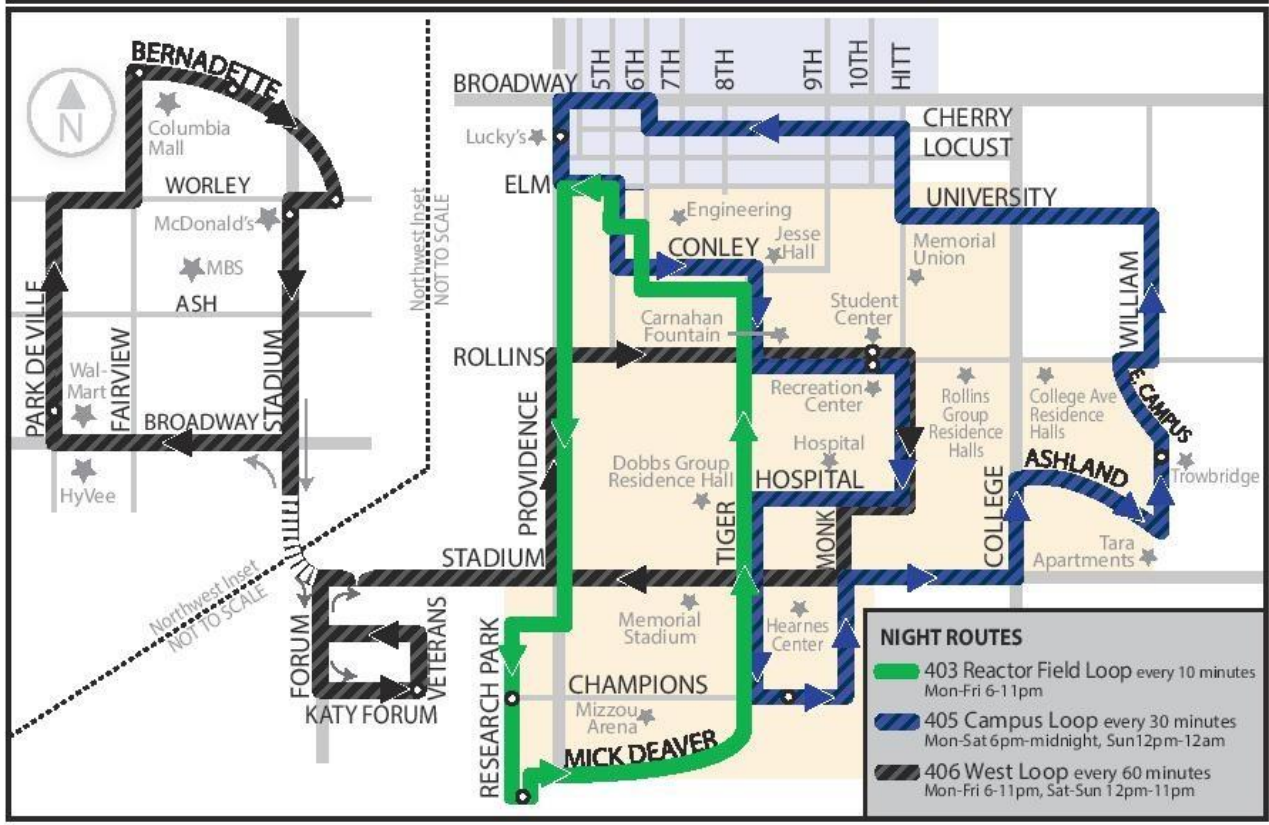 BERNADETTE
N
Columbia
Mall
WORLEY
McDonald's
MBS
ASH
PARK DE VILLE
FAIRVIEW
STADIUM
Wal-
Mart
BROADWAY
HyVee
Northwest Inset
NOT TO SCALE
Northwest Inset
NOT TO SCALE
BROADWAY
5TH
6TH
7TH
8TH
9TH
10TH
HITT
Lucky's
CHERRY
LOCUST
ELM
UNIVERSITY
Engineering
CONLEY
Jesse
Hall
Memorial
Union
WILLIAM
Carnahan
Fountain
Student
Center
ROLLINS
PROVIDENCE
Recreation
Center
Rollins
Group
Residence
Halls
College Ave
Residence
Halls
E CAMPUS
Hospital
Dobbs Group
Residence Hall
HOSPITAL
ASHLAND
Trowbridge
TIGER
MONK
COLLEGE
STADIUM
Tara
Apartments
FORUM
VETERANS
KATY FORUM
RESEARCH PARK
Memorial
Stadium
Hearnes
Center
CHAMPIONS
Mizzou
Arena
MICK DEAVER
NIGHT ROUTES
403 Reactor Field Loop every 10 minutes
Mon-Fri 6-11pm
405 Campus Loop every 30 minutes
Mon-Sat 6pm-midnight, Sun 12pm-12am
406 West Loop every 60 minutes
Mon-Fri 6-11pm, Sat-Sun 12pm-11pm